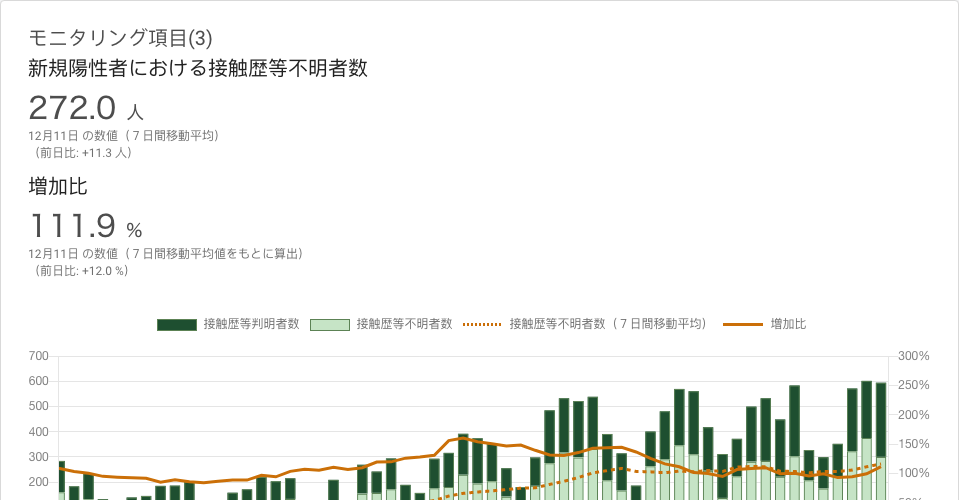 モニタリング項目(3)
新規陽性者における接触歴等不明者数
272.0 人
12月11日 の数値（７日間移動平均）
（前日比: +11.3 人）
増加比
111.9 %
12月11日 の数値（７日間移動平均値をもとに算出）
（前日比: +12.0 %）
接触歴等判明者数 接触歴等不明者数 接触歴等不明者数（７日間移動平均） 増加比
700 300%
600 250%
500 200%
400 150%
300 100%
200